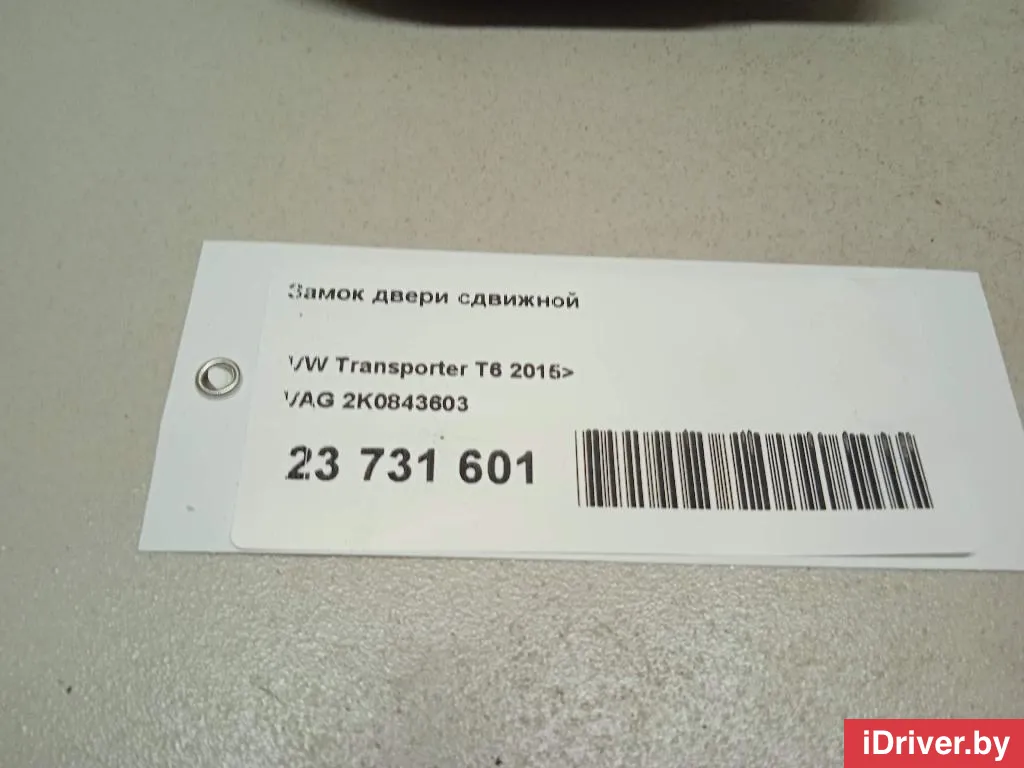 Замок двери сдвижной
VW Transporter T6 2015>
VAG 2K0843603
23 731 601
iDriver.by